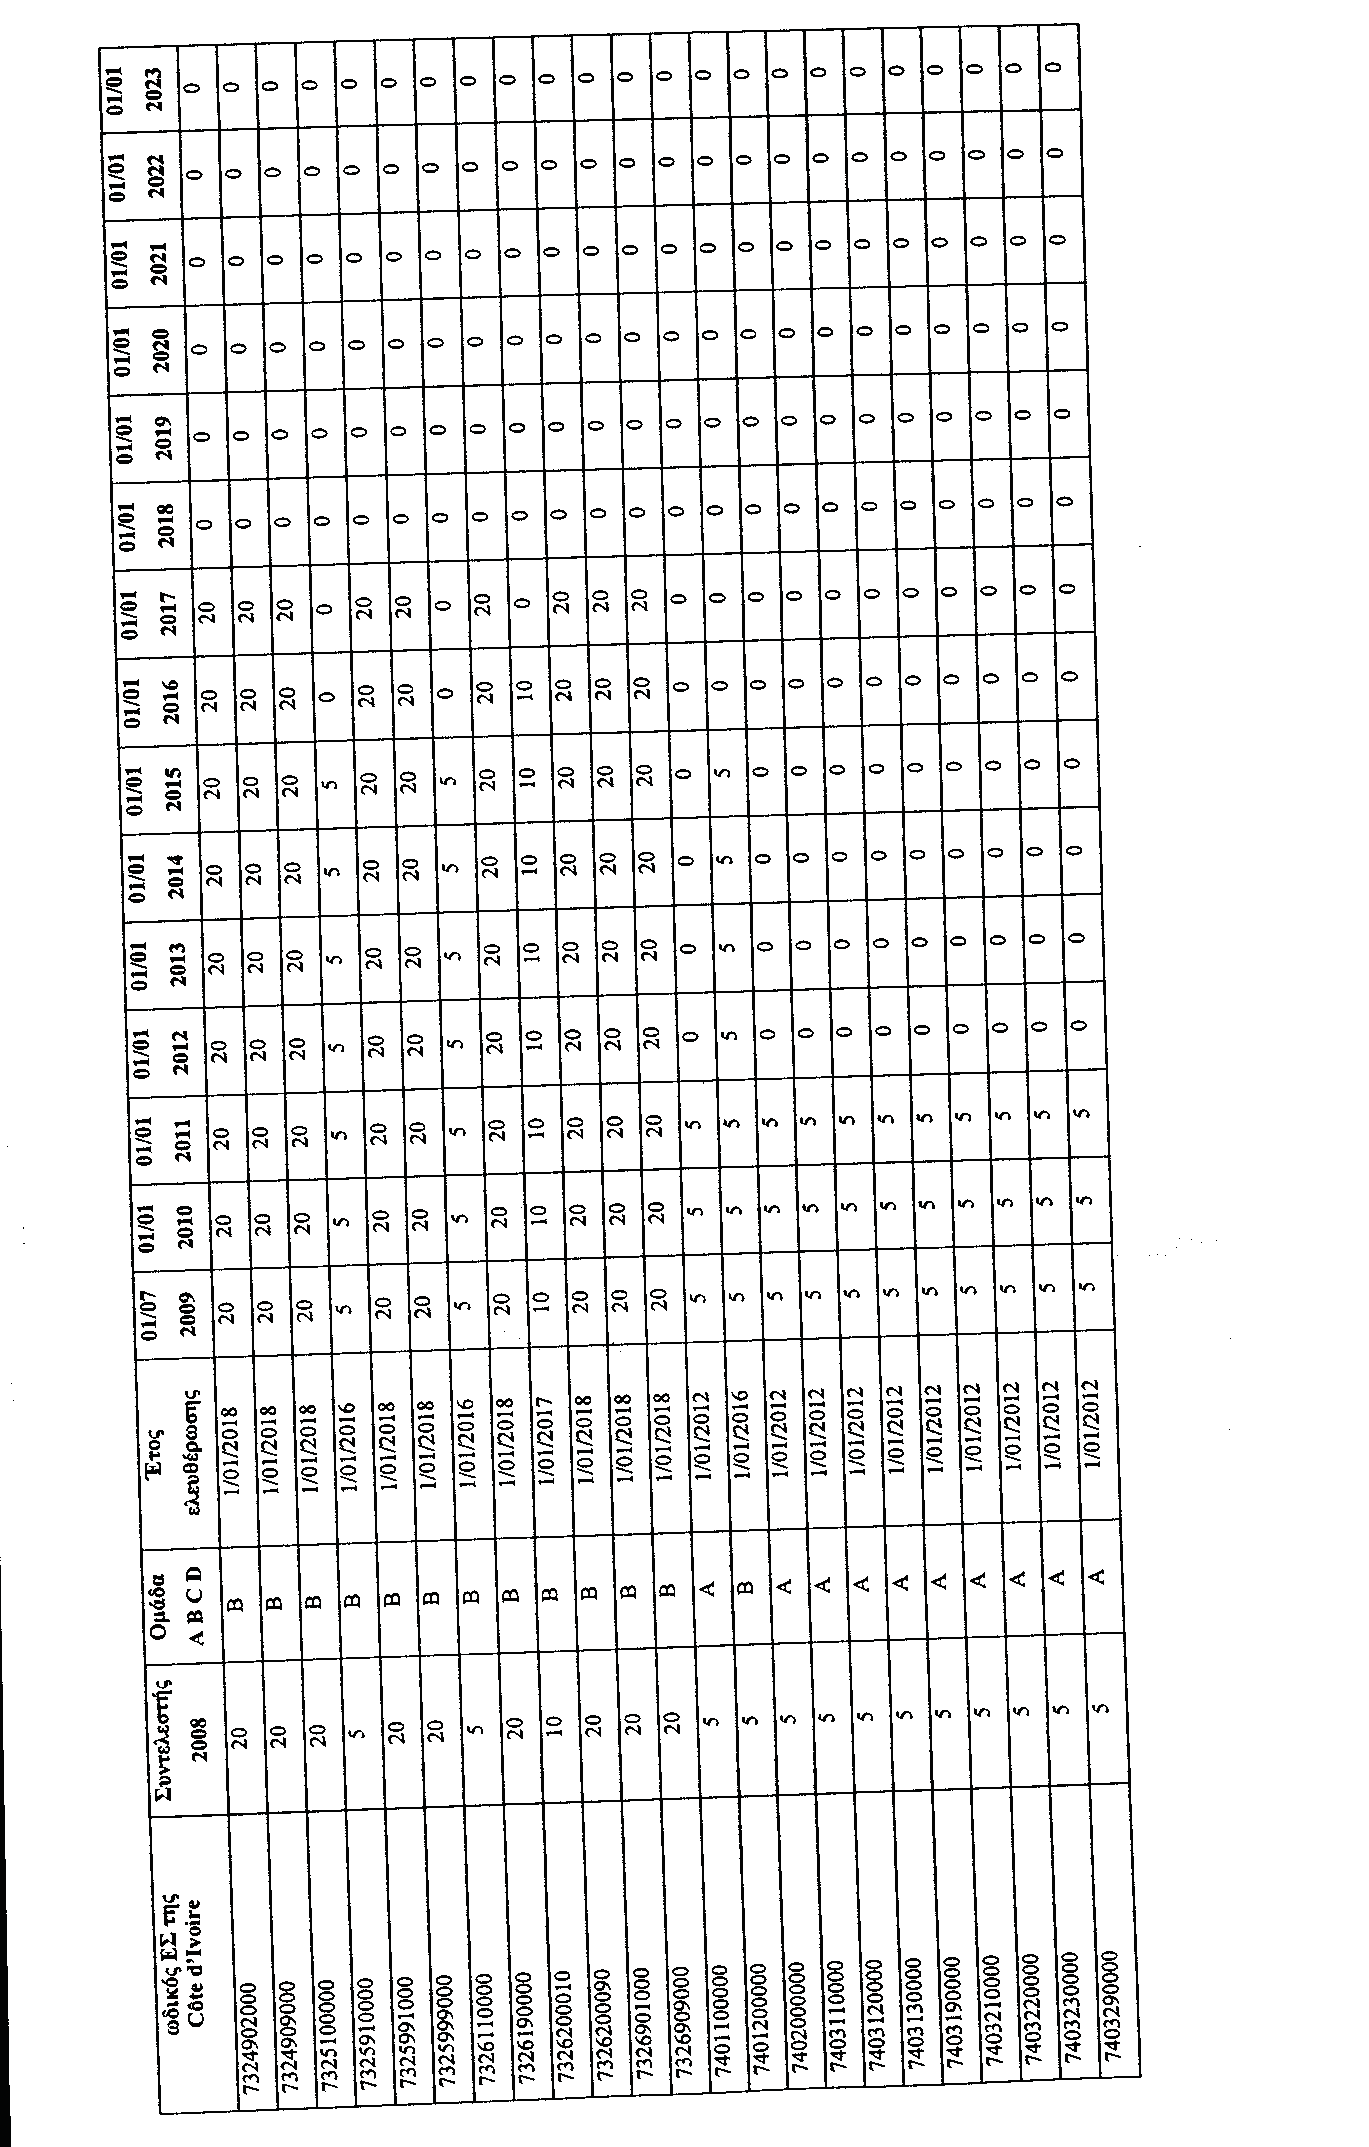 ωδικός ΕΣ της Côte d'Ivoire Συντελεστής 2008 Ομάδα A B C D Έτος ελευθέρωσης 01/07 2009 01/01 2010 01/01 2011 01/01 2012 01/01 2013 01/01 2014 01/01 2015 01/01 2016 01/01 2017 01/01 2018 01/01 2019 01/01 2020 01/01 2021 01/01 2022 01/01 2023
7324902000 20 B 1/01/2018 20 20 20 20 20 20 20 20 20 0 0 0 0 0 0
7324909000 20 B 1/01/2018 20 20 20 20 20 20 20 20 20 0 0 0 0 0 0
7325100000 20 B 1/01/2018 20 20 20 20 20 20 20 20 20 0 0 0 0 0 0
7325910000 5 B 1/01/2016 5 5 5 5 5 5 5 0 0 0 0 0 0 0 0
7325991000 20 B 1/01/2018 20 20 20 20 20 20 20 20 20 0 0 0 0 0 0
7325999000 20 B 1/01/2018 20 20 20 20 20 20 20 20 20 0 0 0 0 0 0
7326110000 5 B 1/01/2016 5 5 5 5 5 5 5 0 0 0 0 0 0 0 0
7326190000 20 B 1/01/2018 20 20 20 20 20 20 20 20 20 0 0 0 0 0 0
7326200010 10 B 1/01/2017 10 10 10 10 10 10 10 10 0 0 0 0 0 0 0
7326200090 20 B 1/01/2018 20 20 20 20 20 20 20 20 20 0 0 0 0 0 0
7326901000 20 B 1/01/2018 20 20 20 20 20 20 20 20 20 0 0 0 0 0 0
7326909000 20 B 1/01/2018 20 20 20 20 20 20 20 20 20 0 0 0 0 0 0
7401100000 5 A 1/01/2012 5 5 5 0 0 0 0 0 0 0 0 0 0 0 0
7401200000 5 B 1/01/2016 5 5 5 5 5 5 5 0 0 0 0 0 0 0 0
7402000000 5 A 1/01/2012 5 5 5 0 0 0 0 0 0 0 0 0 0 0 0
7403110000 5 A 1/01/2012 5 5 5 0 0 0 0 0 0 0 0 0 0 0 0
7403120000 5 A 1/01/2012 5 5 5 0 0 0 0 0 0 0 0 0 0 0 0
7403130000 5 A 1/01/2012 5 5 5 0 0 0 0 0 0 0 0 0 0 0 0
7403190000 5 A 1/01/2012 5 5 5 0 0 0 0 0 0 0 0 0 0 0 0
7403210000 5 A 1/01/2012 5 5 5 0 0 0 0 0 0 0 0 0 0 0 0
7403220000 5 A 1/01/2012 5 5 5 0 0 0 0 0 0 0 0 0 0 0 0
7403230000 5 A 1/01/2012 5 5 5 0 0 0 0 0 0 0 0 0 0 0 0
7403290000 5 A 1/01/2012 5 5 5 0 0 0 0 0 0 0 0 0 0 0 0